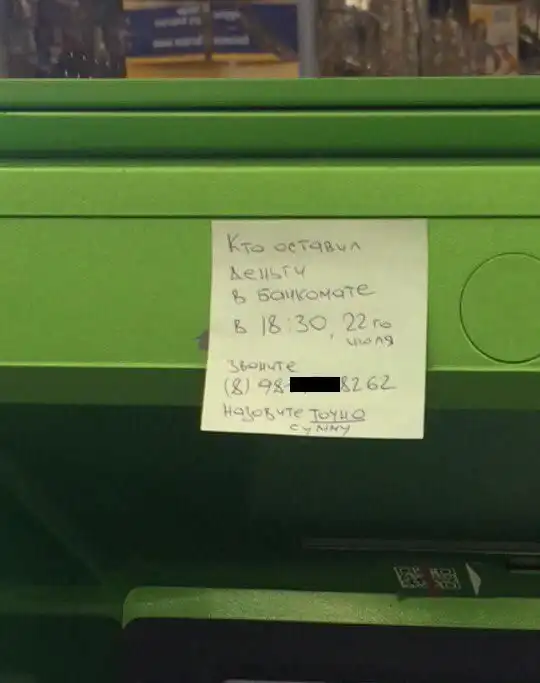 Кто оставил
деньги
в банкомате
в 18:30, 22го
июля
Звоните
(8) 98 8262
Назовите точно
сумму